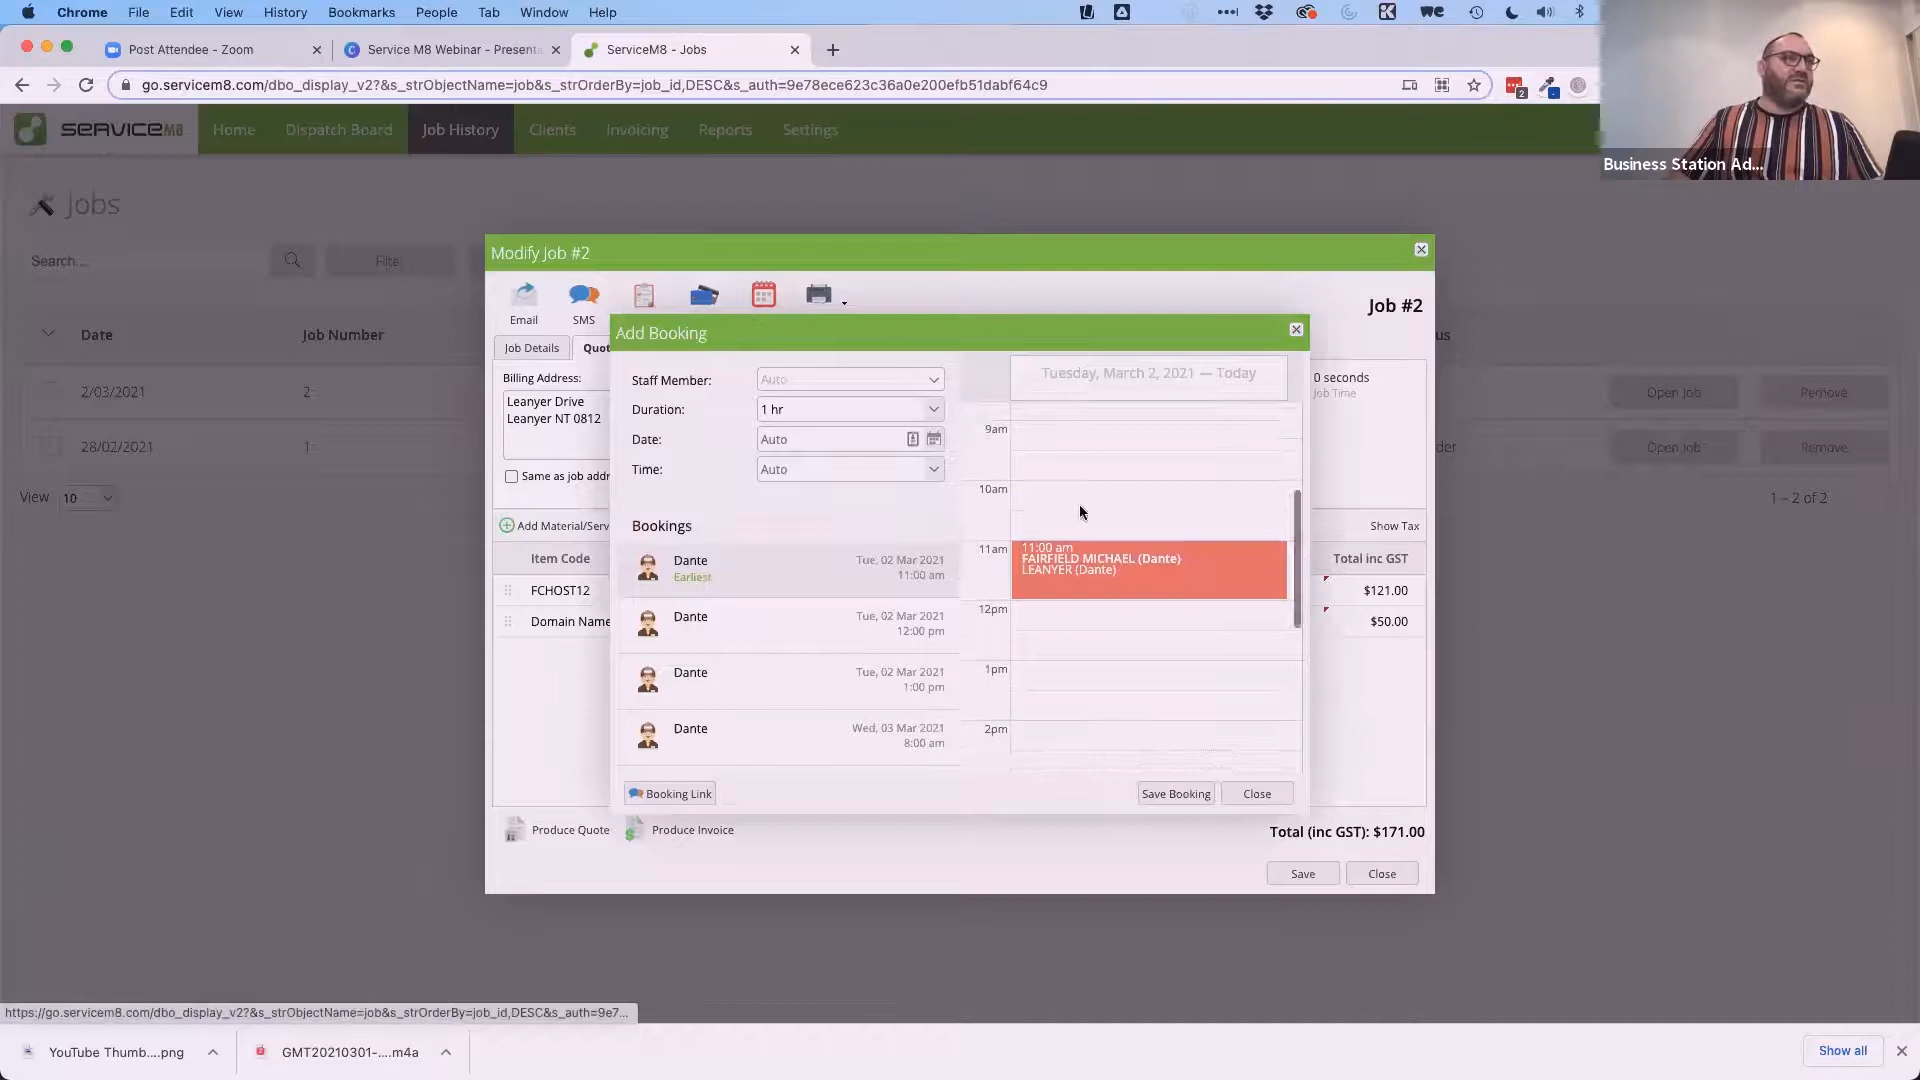 Chrome File Edit View History Bookmarks People Tab Window Help
Post Attendee - Zoom
Service M8 Webinar - Present
ServiceM8 - Jobs
go.servicem8.com/dbo_display_v2?&s_strObjectName=job&s_strOrderBy=job_id,DESC&s_auth=9e78ece623c36a0e200efb51dabf64c9
2
Business Station Ad...
SERVICEM8
Home Dispatch Board Job History Clients Invoicing Reports Settings
Jobs
Search...
Date Job Number
us
2/03/2021 2 Open Job Remove
28/02/2021 1 der Open Job Remove
View 10
1 - 2 of 2
Modify Job #2
Email SMS
Job #2
Job Details Quot
Billing Address:
Leanyer Drive
Leanyer NT 0812
Same as job addr
0 seconds
Job Time
Add Material/Serv
Show Tax
Item Code Total inc GST
FCHOST12 $121.00
Domain Name $50.00
Add Booking
Staff Member: Auto
Duration: 1 hr
Date: Auto
Time: Auto
Bookings
Dante Tue, 02 Mar 2021
Earliest 11:00 am
Dante Tue, 02 Mar 2021
12:00 pm
Dante Tue, 02 Mar 2021
1:00 pm
Dante Wed, 03 Mar 2021
8:00 am
Tuesday, March 2, 2021 — Today
9am
10am
11am
11:00 am
FAIRFIELD MICHAEL (Dante)
LEANYER (Dante)
12pm
1pm
2pm
Booking Link
Save Booking Close
Produce Quote Produce Invoice
Total (inc GST): $171.00
Save Close
https://go.servicem8.com/dbo_display_v2?&s_strObjectName=job&s_strOrderBy=job_id,DESC&s_auth=9e7...
YouTube Thumb....png
GMT20210301-....m4a
Show all